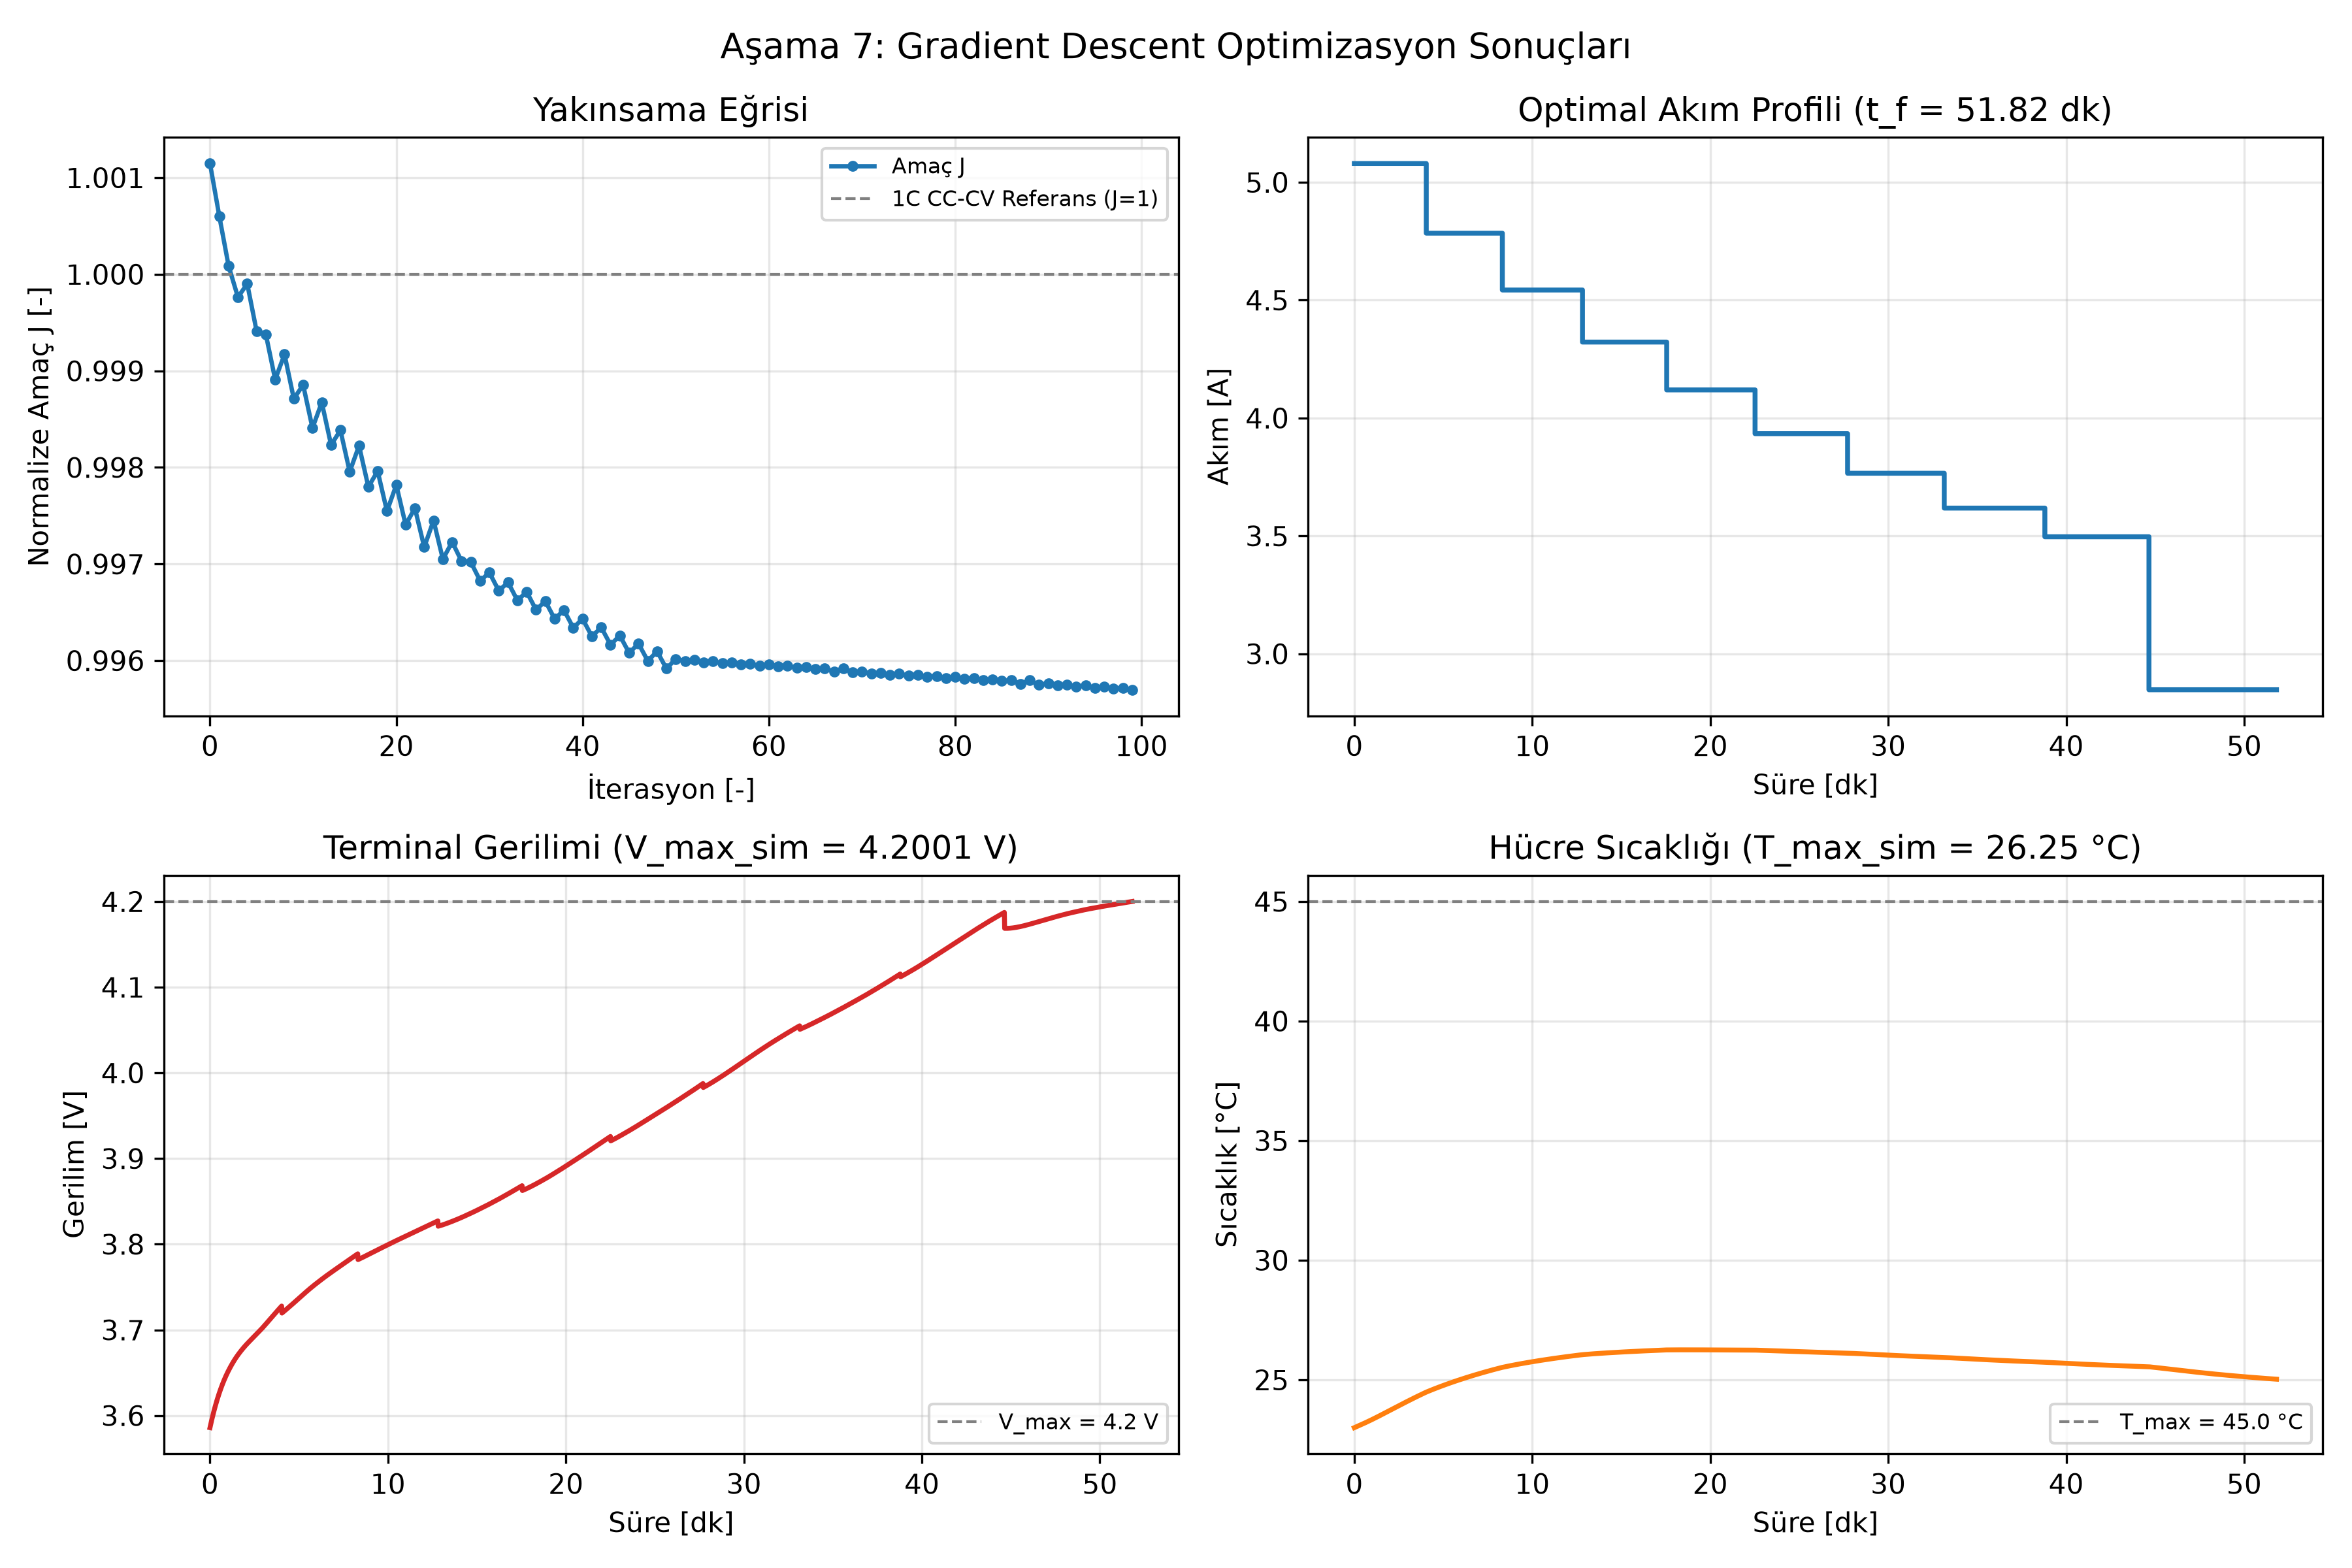 Aşama 7: Gradient Descent Optimizasyon Sonuçları
Yakınsama Eğrisi
Normalize Amaç J [-]
1.001
1.000
0.999
0.998
0.997
0.996
Amaç J
1C CC-CV Referans (J=1)
0 20 40 60 80 100
İterasyon [-]
Optimal Akım Profili (t_f = 51.82 dk)
Akım [A]
5.0
4.5
4.0
3.5
3.0
0 10 20 30 40 50
Süre [dk]
Terminal Gerilimi (V_max_sim = 4.2001 V)
Gerilim [V]
4.2
4.1
4.0
3.9
3.8
3.7
3.6
V_max = 4.2 V
0 10 20 30 40 50
Süre [dk]
Hücre Sıcaklığı (T_max_sim = 26.25 °C)
Sıcaklık [°C]
45
40
35
30
25
T_max = 45.0 °C
0 10 20 30 40 50
Süre [dk]